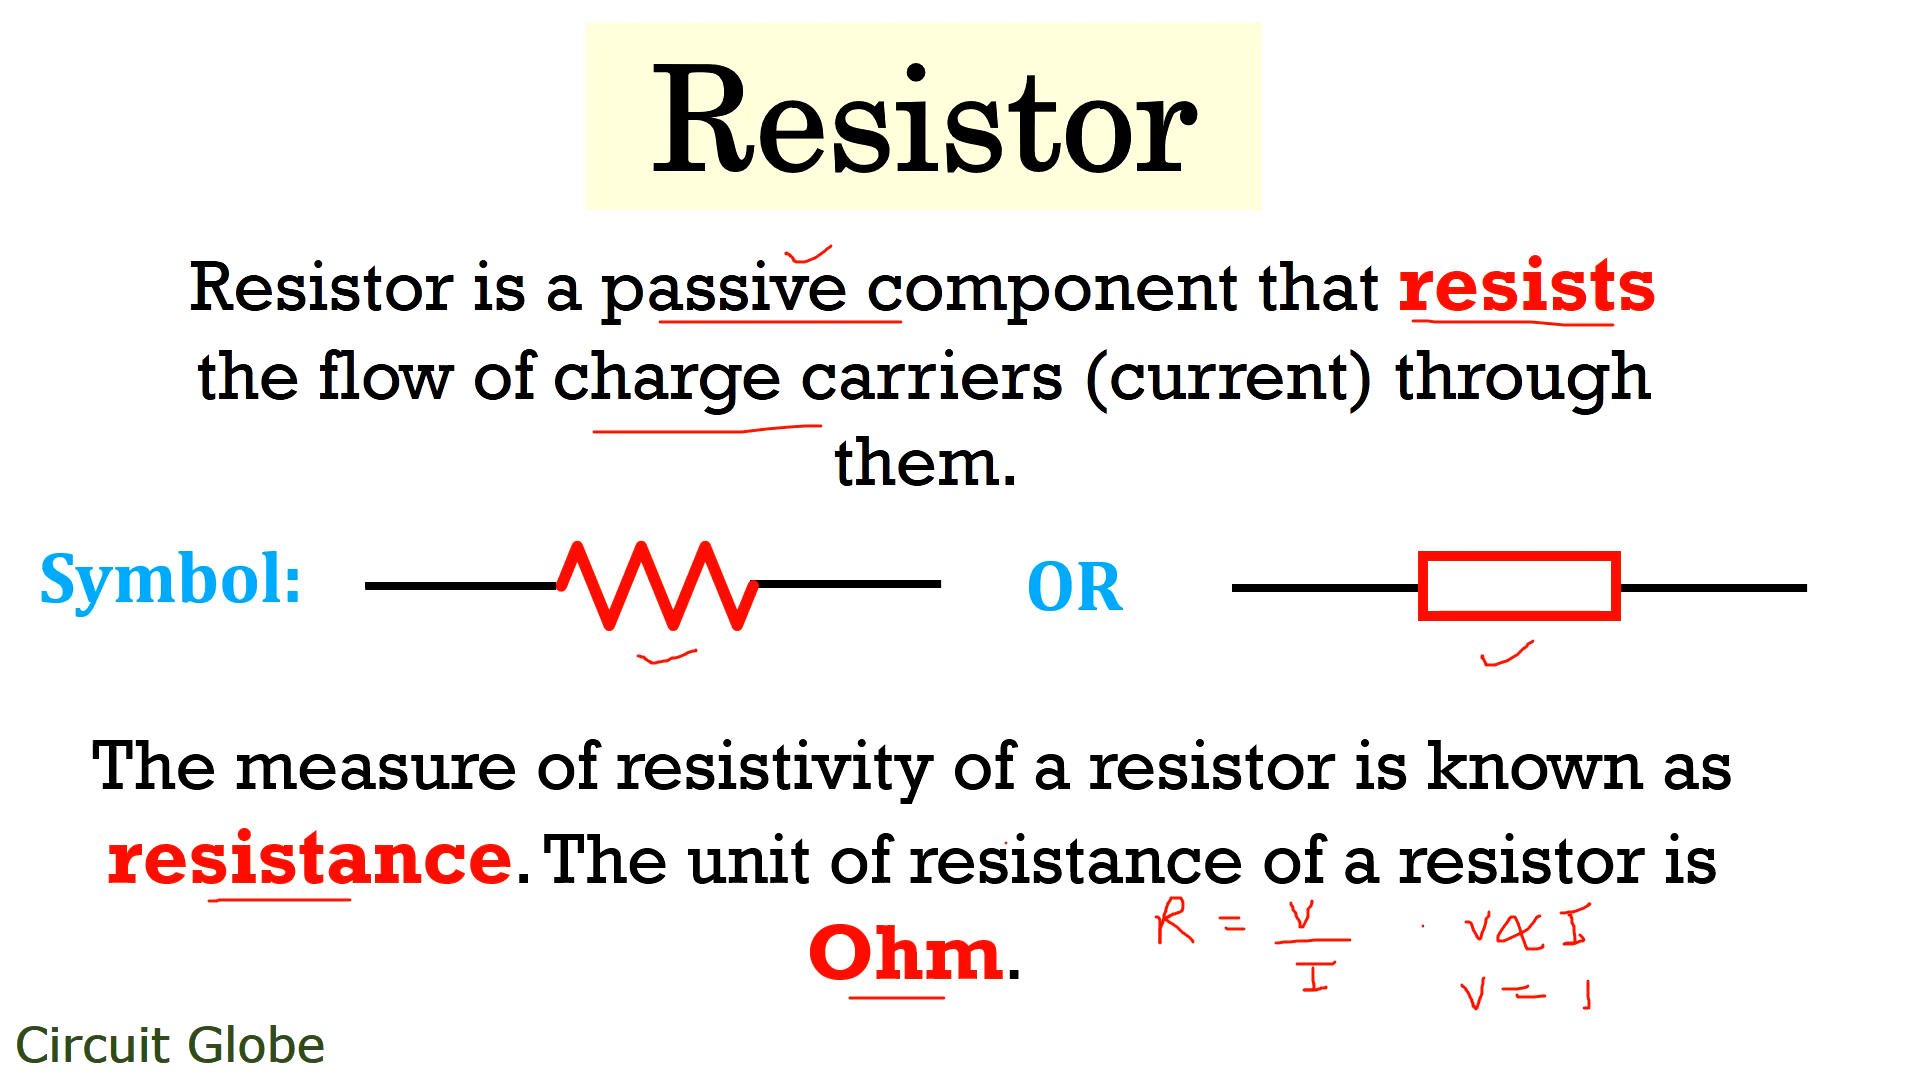 Resistor
Resistor is a passive component that resists
the flow of charge carriers (current) through
them.
Symbol: OR
The measure of resistivity of a resistor is known as
resistance. The unit of resistance of a resistor is
Ohm.
R = V/I
V ∝ I
V =
Circuit Globe